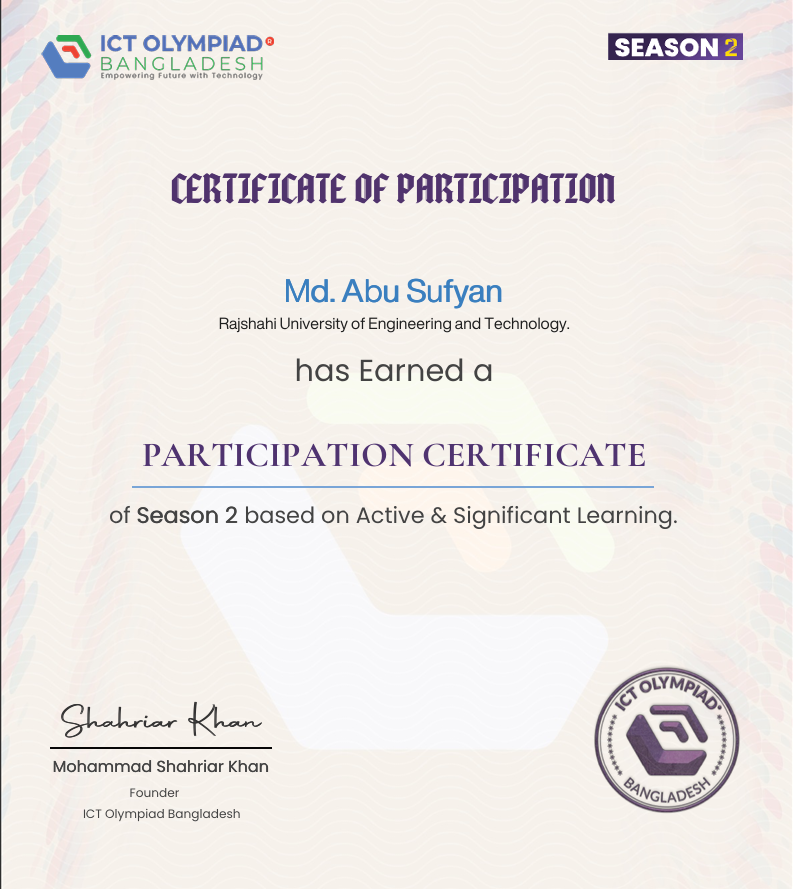 ICT OLYMPIAD®
BANGLADESH
Empowering Future with Technology
SEASON 2
CERTIFICATE OF PARTICIPATION
Md. Abu Sufyan
Rajshahi University of Engineering and Technology.
has Earned a
PARTICIPATION CERTIFICATE
of Season 2 based on Active & Significant Learning.
Shahriar Khan
Mohammad Shahriar Khan
Founder
ICT Olympiad Bangladesh
ICT OLYMPIAD
BANGLADESH